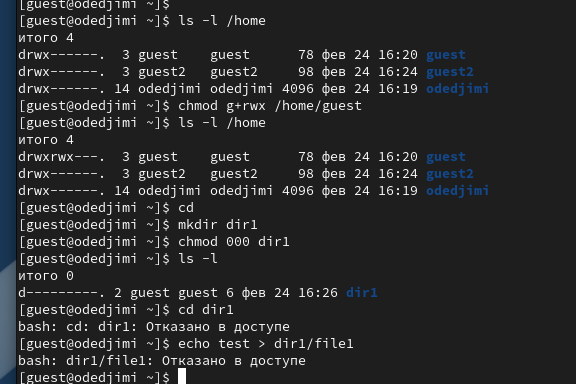 [guest@odedjimi ~]$
[guest@odedjimi ~]$ ls -l /home
итого 4
drwx------.  3 guest    guest      78 фев 24 16:20 guest
drwx------.  3 guest2   guest2     98 фев 24 16:24 guest2
drwx------. 14 odedjimi odedjimi 4096 фев 24 16:19 odedjimi
[guest@odedjimi ~]$ chmod g+rwx /home/guest
[guest@odedjimi ~]$ ls -l /home
итого 4
drwxrwx---.  3 guest    guest      78 фев 24 16:20 guest
drwx------.  3 guest2   guest2     98 фев 24 16:24 guest2
drwx------. 14 odedjimi odedjimi 4096 фев 24 16:19 odedjimi
[guest@odedjimi ~]$ cd
[guest@odedjimi ~]$ mkdir dir1
[guest@odedjimi ~]$ chmod 000 dir1
[guest@odedjimi ~]$ ls -l
итого 0
d---------. 2 guest guest 6 фев 24 16:26 dir1
[guest@odedjimi ~]$ cd dir1
bash: cd: dir1: Отказано в доступе
[guest@odedjimi ~]$ echo test > dir1/file1
bash: dir1/file1: Отказано в доступе
[guest@odedjimi ~]$